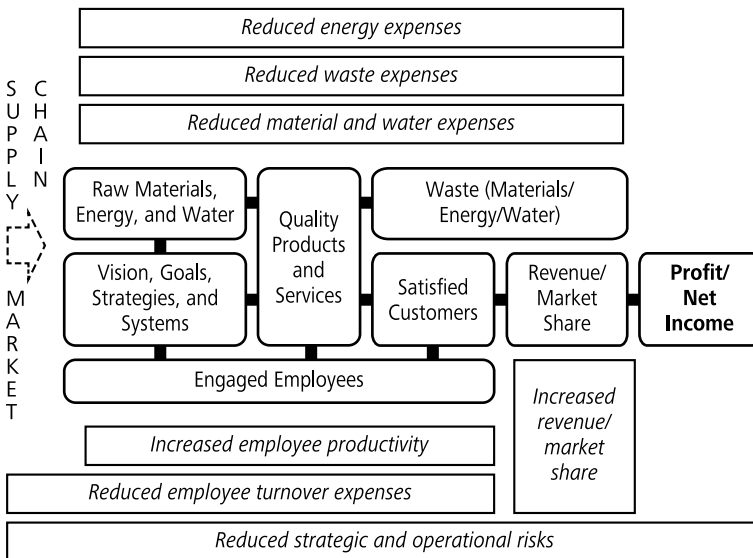 Reduced energy expenses
Reduced waste expenses
Reduced material and water expenses
SUPPLY
CHAIN
MARKET
Raw Materials,
Energy, and Water
Quality
Products
and
Services
Waste (Materials/
Energy/Water)
Vision, Goals,
Strategies, and
Systems
Satisfied
Customers
Revenue/
Market
Share
Profit/
Net
Income
Engaged Employees
Increased
revenue/
market
share
Increased employee productivity
Reduced employee turnover expenses
Reduced strategic and operational risks